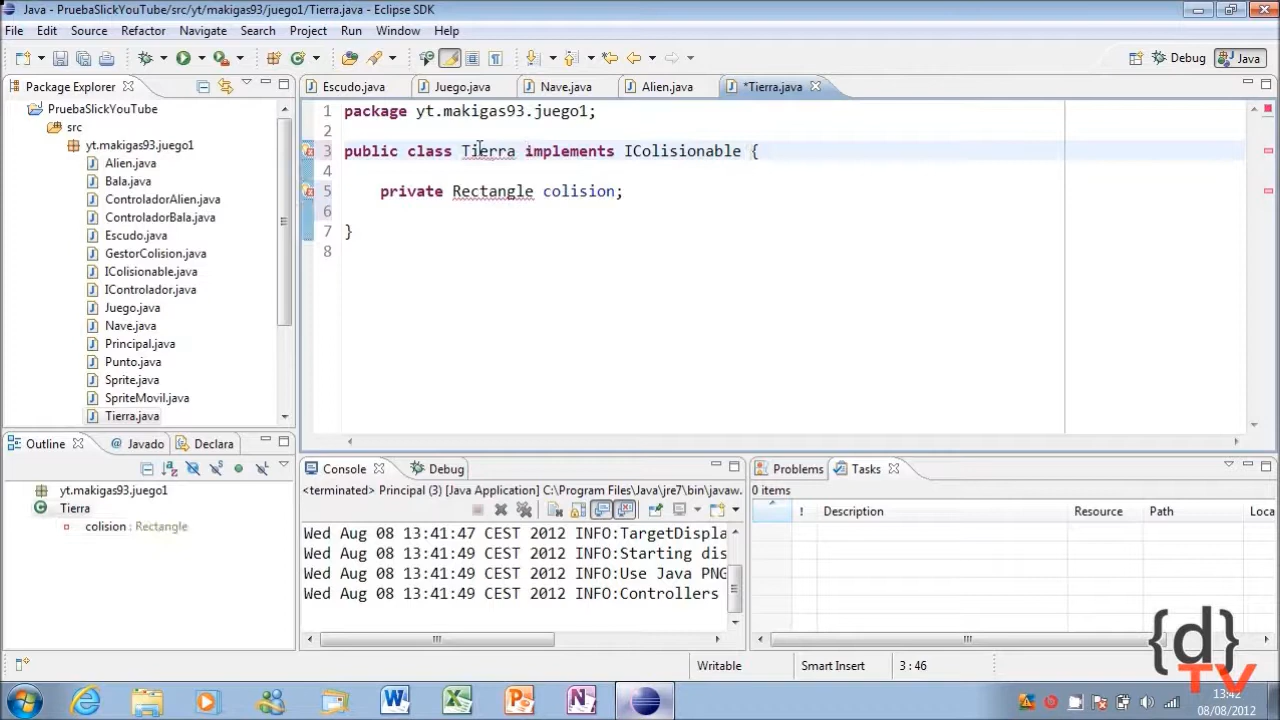 Java - PruebaSlickYouTube/src/yt/makigas93/juego1/Tierra.java - Eclipse SDK
File Edit Source Refactor Navigate Search Project Run Window Help
Debug Java
Package Explorer
PruebaSlickYouTube
src
yt.makigas93.juego1
Alien.java
Bala.java
ControladorAlien.java
ControladorBala.java
Escudo.java
GestorColision.java
IColisionable.java
IControlador.java
Juego.java
Nave.java
Principal.java
Punto.java
Sprite.java
SpriteMovil.java
Tierra.java
Escudo.java Juego.java Nave.java Alien.java *Tierra.java
1 package yt.makigas93.juego1;
2
3 public class Tierra implements IColisionable {
4
5 private Rectangle colision;
6
7 }
8
Outline Javado Declara
yt.makigas93.juego1
Tierra
colision : Rectangle
Console Debug
<terminated> Principal (3) [Java Application] C:\Program Files\Java\jre7\bin\javaw.
Wed Aug 08 13:41:47 CEST 2012 INFO:TargetDispla
Wed Aug 08 13:41:49 CEST 2012 INFO:Starting dis
Wed Aug 08 13:41:49 CEST 2012 INFO:Use Java PNG
Wed Aug 08 13:41:49 CEST 2012 INFO:Controllers
Problems Tasks
0 items
! Description Resource Path Loca
Writable Smart Insert 3 : 46
{d}
TV
13:42
08/08/2012